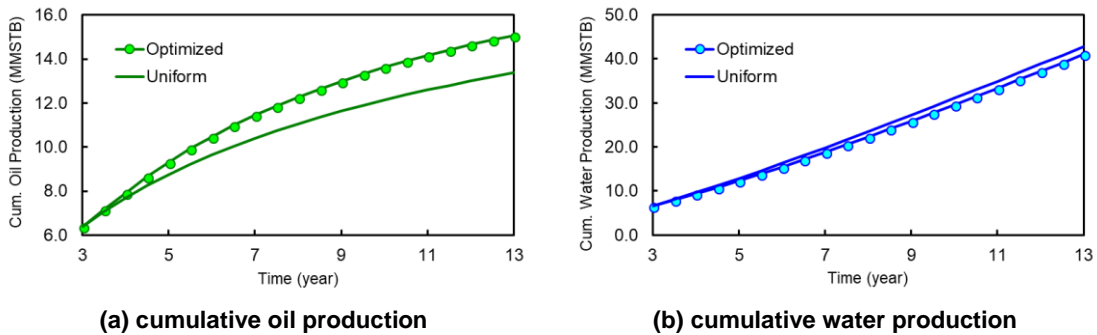 16.0
14.0
12.0
10.0
8.0
6.0
Cum. Oil Production (MMSTB)
Optimized
Uniform
3 5 7 9 11 13
Time (year)
(a) cumulative oil production
50.0
40.0
30.0
20.0
10.0
0.0
Cum. Water Production (MMSTB)
Optimized
Uniform
3 5 7 9 11 13
Time (year)
(b) cumulative water production